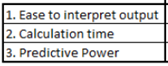 1. Ease to interpret output
2. Calculation time
3. Predictive Power